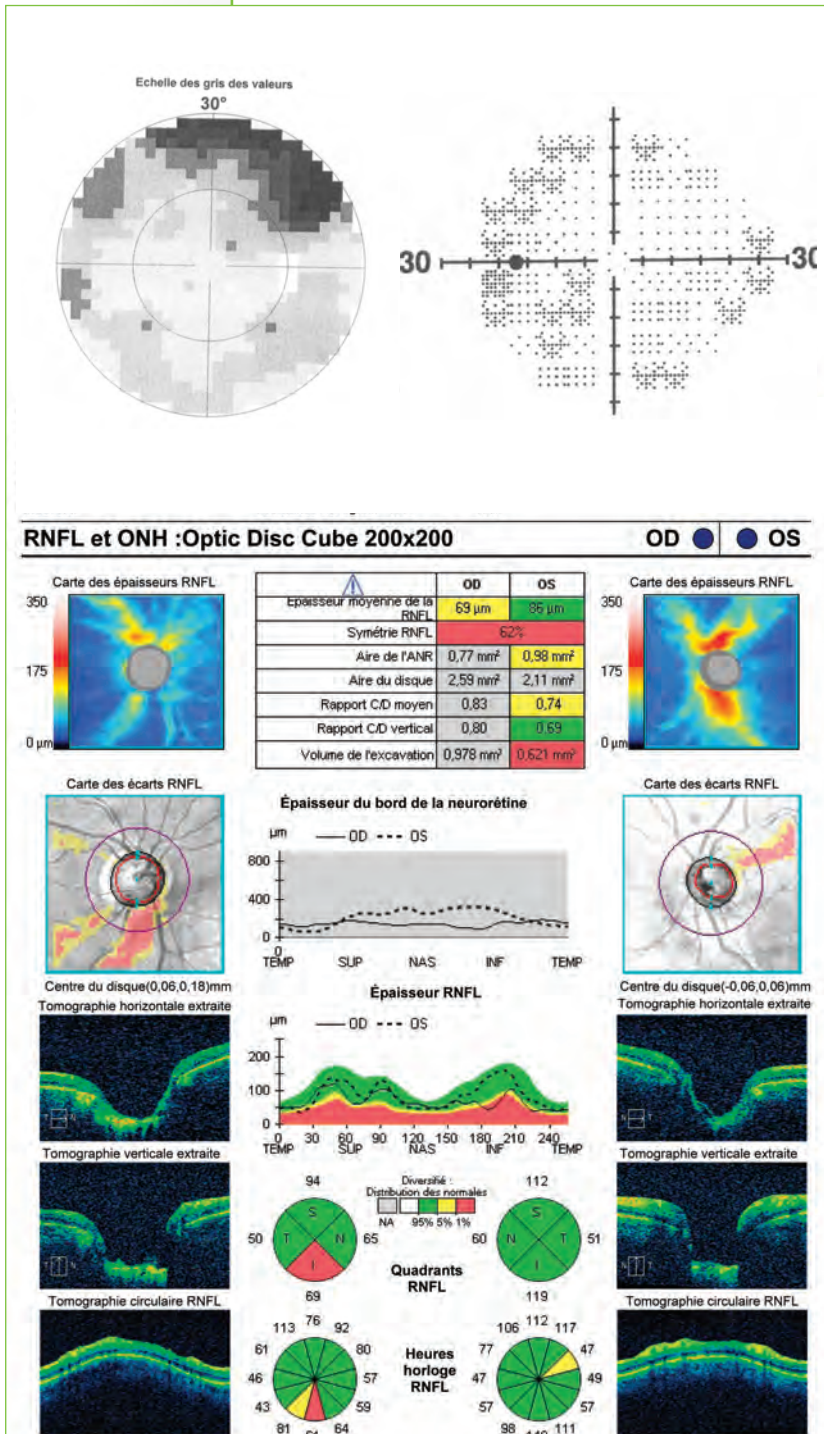 Echelle des gris des valeurs
30°
30
30
RNFL et ONH :Optic Disc Cube 200x200
OD
OS
Carte des épaisseurs RNFL
350
175
0 µm
OD OS
Epaisseur moyenne de la RNFL 69 µm 86 µm
Symétrie RNFL 62%
Aire de l'ANR 0,77 mm² 0,98 mm²
Aire du disque 2,59 mm² 2,11 mm²
Rapport C/D moyen 0,83 0,74
Rapport C/D vertical 0,80 0,69
Volume de l'excavation 0,978 mm³ 0,621 mm³
Carte des épaisseurs RNFL
350
175
0 µm
Carte des écarts RNFL
Centre du disque(0,06,0,18)mm
Épaisseur du bord de la neurorétine
µm
OD OS
800
400
0
0
TEMP SUP NAS INF TEMP
Carte des écarts RNFL
Centre du disque(-0,06,0,06)mm
Tomographie horizontale extraite
T N
Épaisseur RNFL
µm
OD OS
200
100
0
0 30 60 90 120 150 180 210 240
TEMP SUP NAS INF TEMP
Tomographie horizontale extraite
N T
Tomographie verticale extraite
I
94
S
50 T N 65
I
69
Diversifié :
Distribution des normales
NA 95% 5% 1%
Quadrants
RNFL
112
S
60 N T 51
I
119
Tomographie verticale extraite
I
Tomographie circulaire RNFL
76
113 92
61 80
46 57
43 59
81 64
Heures
horloge
RNFL
112
106 117
77 47
47 49
57 57
98 111
Tomographie circulaire RNFL